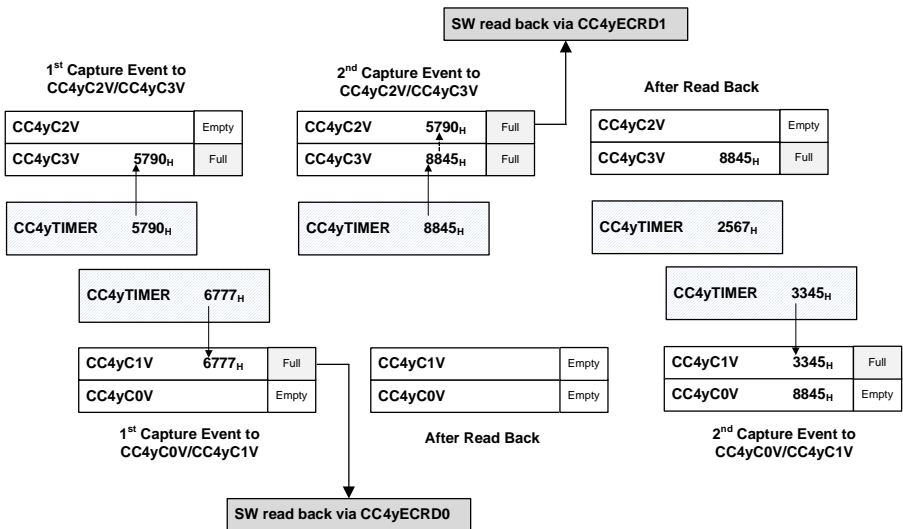 SW read back via CC4yECRD1
1st Capture Event to
CC4yC2V/CC4yC3V
2nd Capture Event to
CC4yC2V/CC4yC3V
After Read Back
CC4yC2V Empty
CC4yC3V 5790H Full
CC4yC2V 5790H Full
CC4yC3V 8845H Full
CC4yC2V Empty
CC4yC3V 8845H Full
CC4yTIMER 5790H
CC4yTIMER 8845H
CC4yTIMER 2567H
CC4yTIMER 6777H
CC4yTIMER 3345H
CC4yC1V 6777H Full
CC4yC0V Empty
CC4yC1V Empty
CC4yC0V Empty
CC4yC1V 3345H Full
CC4yC0V 8845H Empty
1st Capture Event to
CC4yC0V/CC4yC1V
After Read Back
2nd Capture Event to
CC4yC0V/CC4yC1V
SW read back via CC4yECRD0